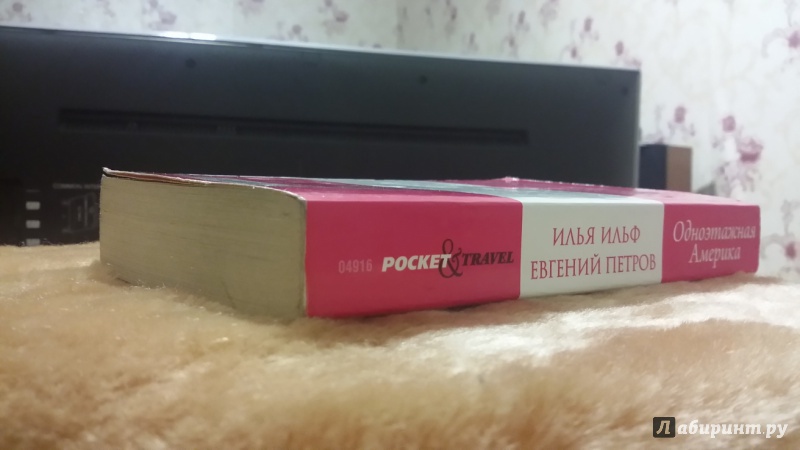 04916 POCKET & TRAVEL
ИЛЬЯ ИЛЬФ
ЕВГЕНИЙ ПЕТРОВ
Одноэтажная
Америка
Лабиринт.ру